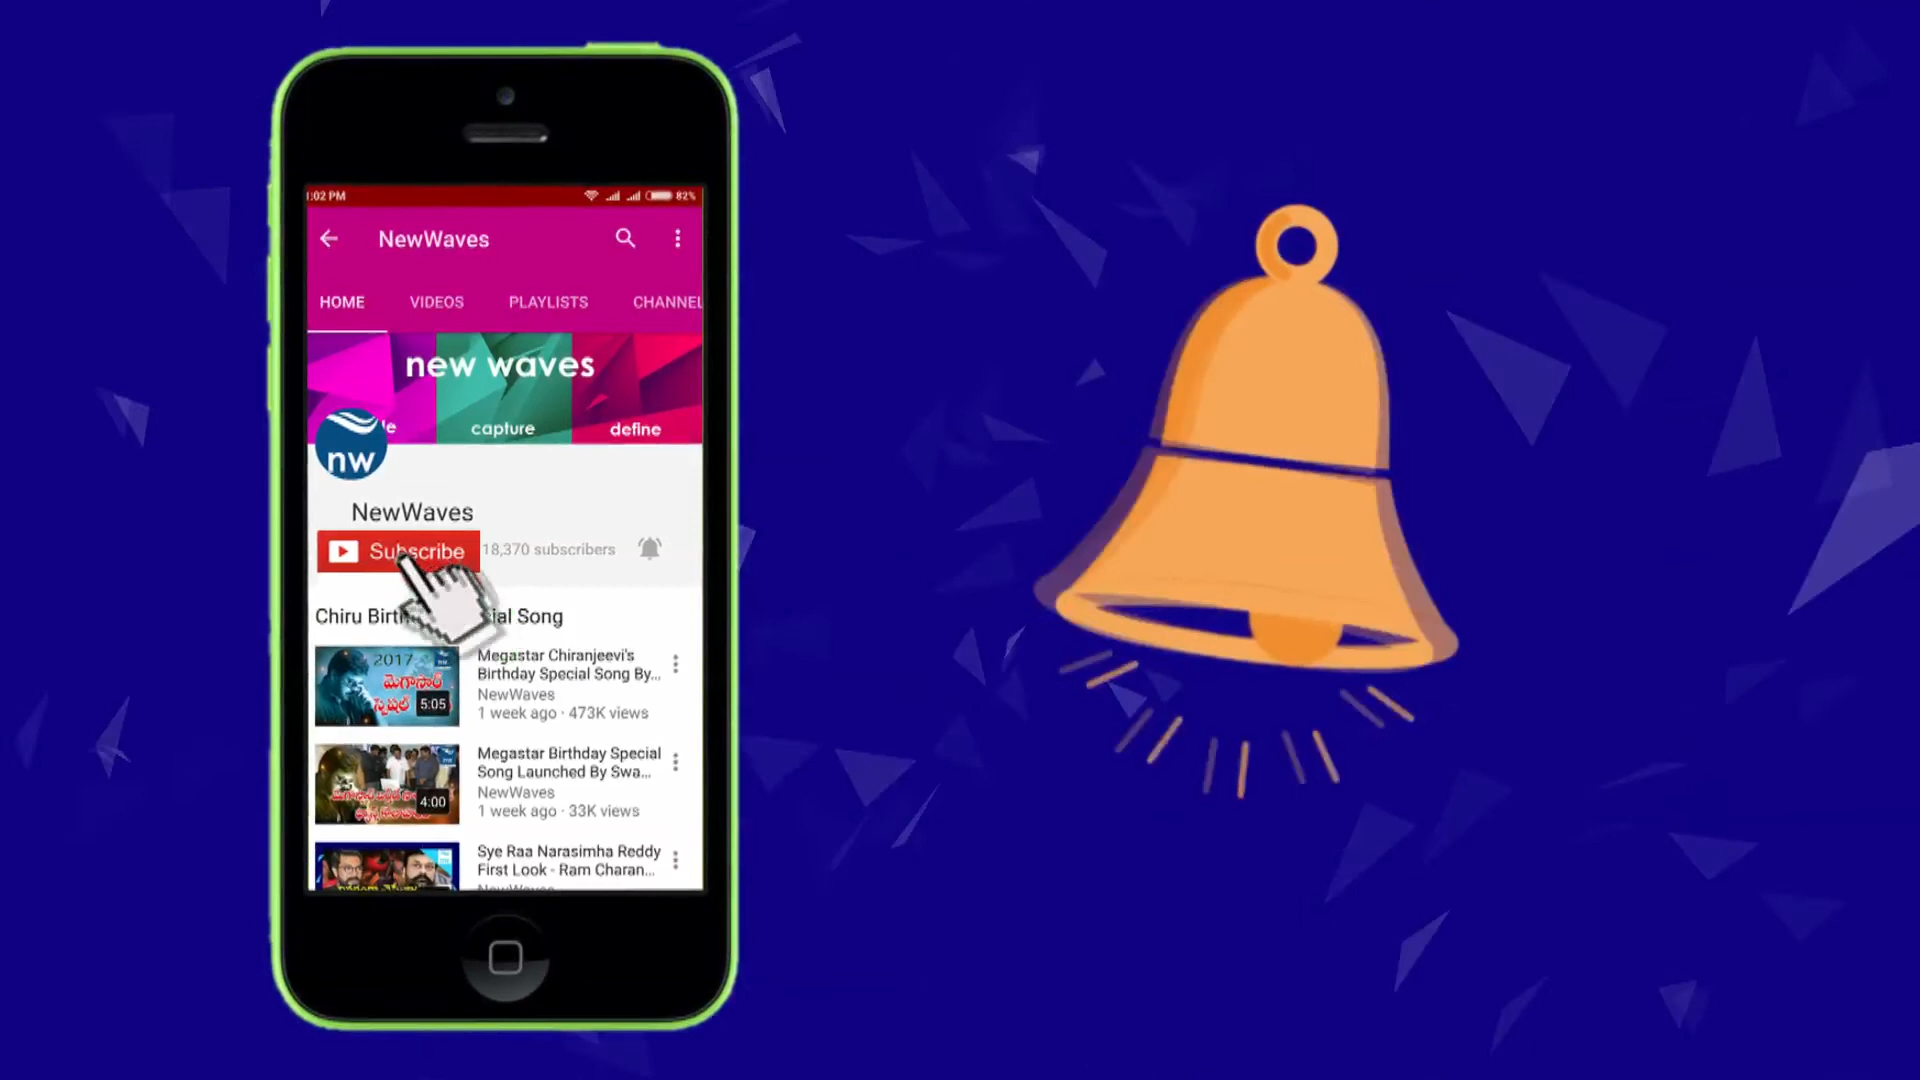 1:02 PM
82%
NewWaves
HOME VIDEOS PLAYLISTS CHANNEL
new waves
capture
define
nw
NewWaves
Subscribe
18,370 subscribers
Chiru Birth
ial Song
2017
మెగాస్టార్
స్పెషల్
5:05
Megastar Chiranjeevi's
Birthday Special Song By...
NewWaves
1 week ago · 473K views
4:00
Megastar Birthday Special
Song Launched By Swa...
NewWaves
1 week ago · 33K views
Sye Raa Narasimha Reddy
First Look - Ram Charan...
NewWaves